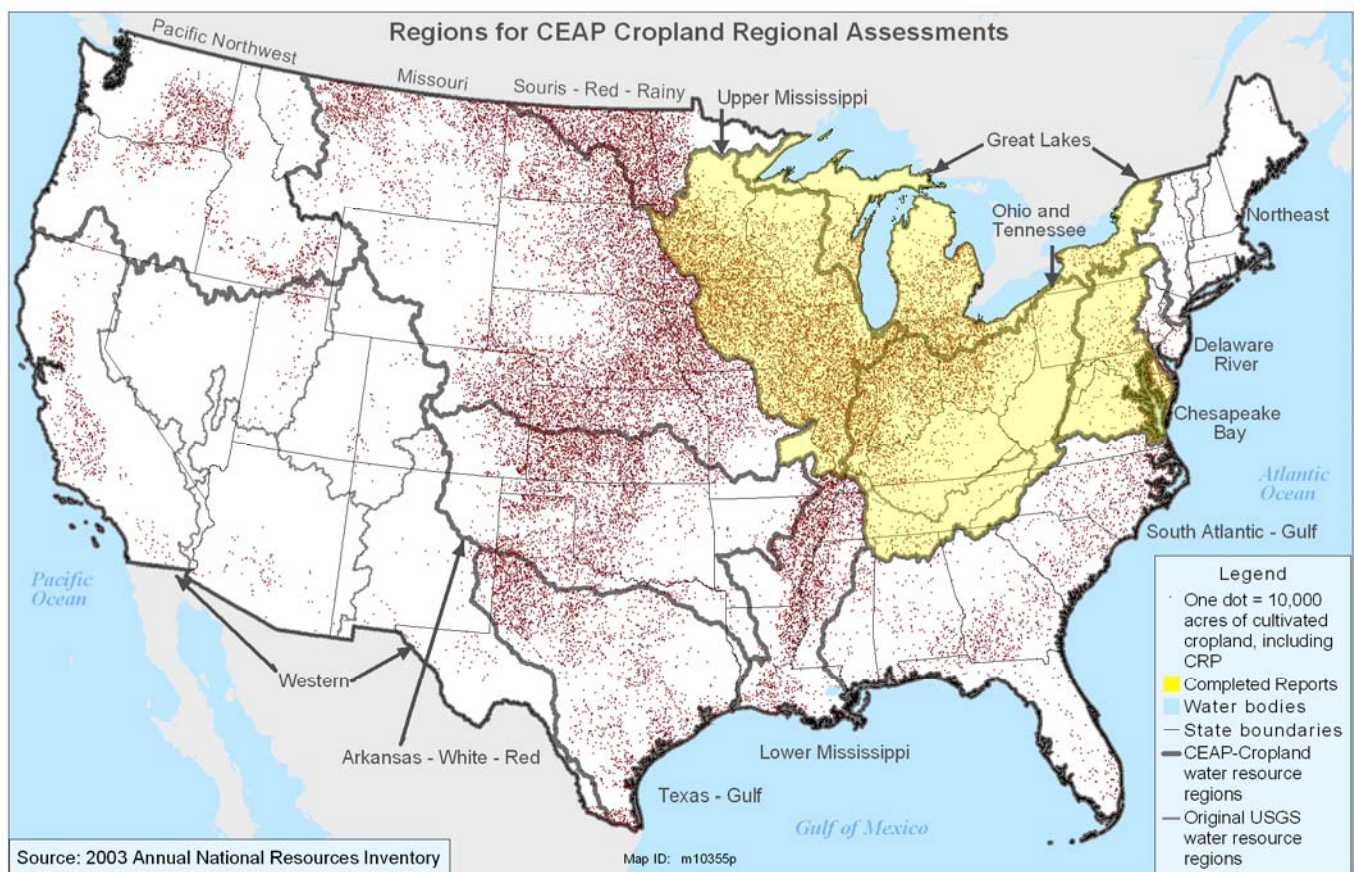 Regions for CEAP Cropland Regional Assessments
Pacific Northwest
Missouri
Souris - Red - Rainy
Upper Mississippi
Great Lakes
Ohio and
Tennessee
Northeast
Delaware
River
Chesapeake
Bay
Atlantic
Ocean
South Atlantic - Gulf
Pacific
Ocean
Western
Arkansas - White - Red
Lower Mississippi
Texas - Gulf
Gulf of Mexico
Legend
One dot = 10,000
acres of cultivated
cropland, including
CRP
Completed Reports
Water bodies
State boundaries
CEAP-Cropland
water resource
regions
Original USGS
water resource
regions
Source: 2003 Annual National Resources Inventory
Map ID: m10355p